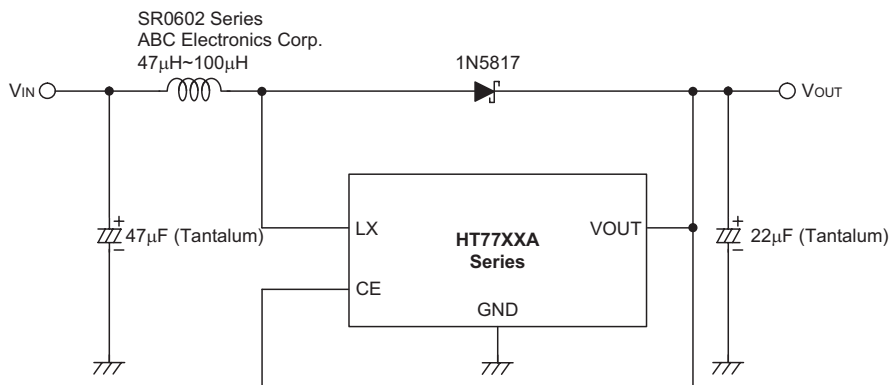 SR0602 Series
ABC Electronics Corp.
47μH~100μH
1N5817
VIN
VOUT
+
47μF (Tantalum)
−
LX
HT77XXA
Series
VOUT
CE
GND
+
22μF (Tantalum)
−